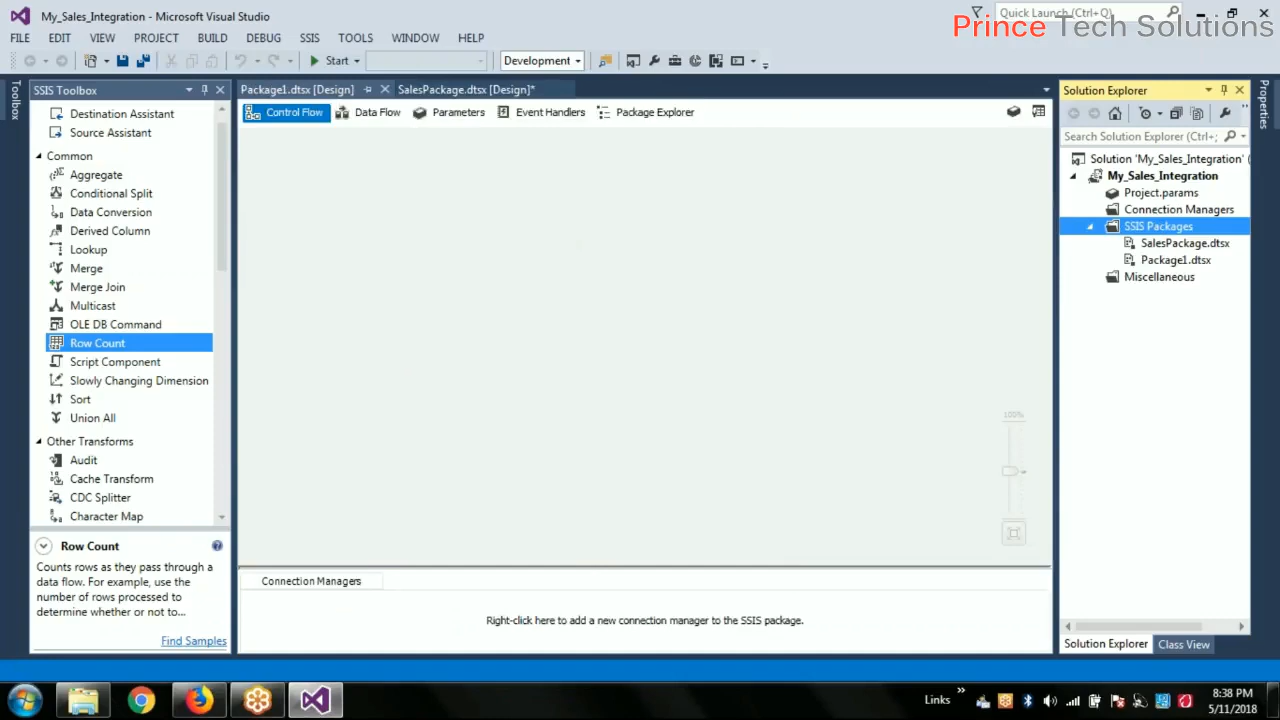 My_Sales_Integration - Microsoft Visual Studio
Quick Launch (Ctrl+Q)
Prince Tech Solutions
FILE EDIT VIEW PROJECT BUILD DEBUG SSIS TOOLS WINDOW HELP
Start Development
Toolbox
SSIS Toolbox
Destination Assistant
Source Assistant
Common
Aggregate
Conditional Split
Data Conversion
Derived Column
Lookup
Merge
Merge Join
Multicast
OLE DB Command
Row Count
Script Component
Slowly Changing Dimension
Sort
Union All
Other Transforms
Audit
Cache Transform
CDC Splitter
Character Map
Row Count
Counts rows as they pass through a
data flow. For example, use the
number of rows processed to
determine whether or not to...
Find Samples
Package1.dtsx [Design] SalesPackage.dtsx [Design]*
Control Flow Data Flow Parameters Event Handlers Package Explorer
100%
Connection Managers
Right-click here to add a new connection manager to the SSIS package.
Solution Explorer
Search Solution Explorer (Ctrl+;
Solution 'My_Sales_Integration' (
My_Sales_Integration
Project.params
Connection Managers
SSIS Packages
SalesPackage.dtsx
Package1.dtsx
Miscellaneous
Solution Explorer Class View
Properties
Links
8:38 PM
5/11/2018